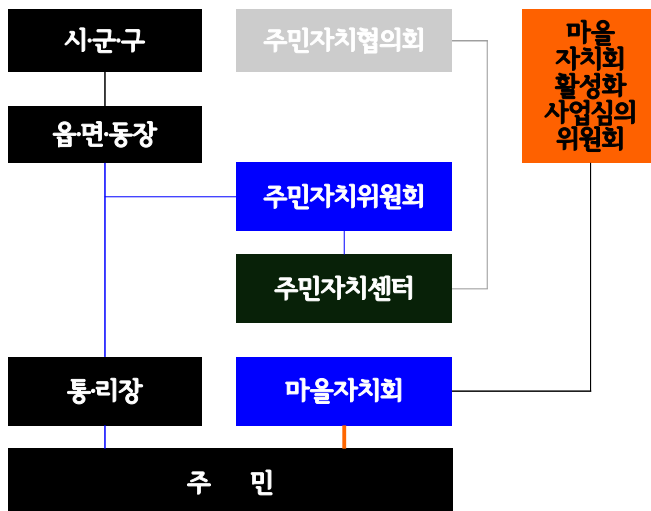 시·군·구
주민자치협의회
마을
자치회
활성화
사업심의
위원회
읍·면·동장
주민자치위원회
주민자치센터
통·리장
마을자치회
주 민